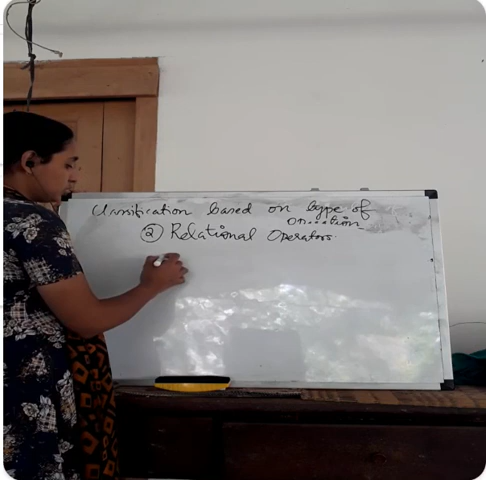 Classification based on type of
② Relational Operators.